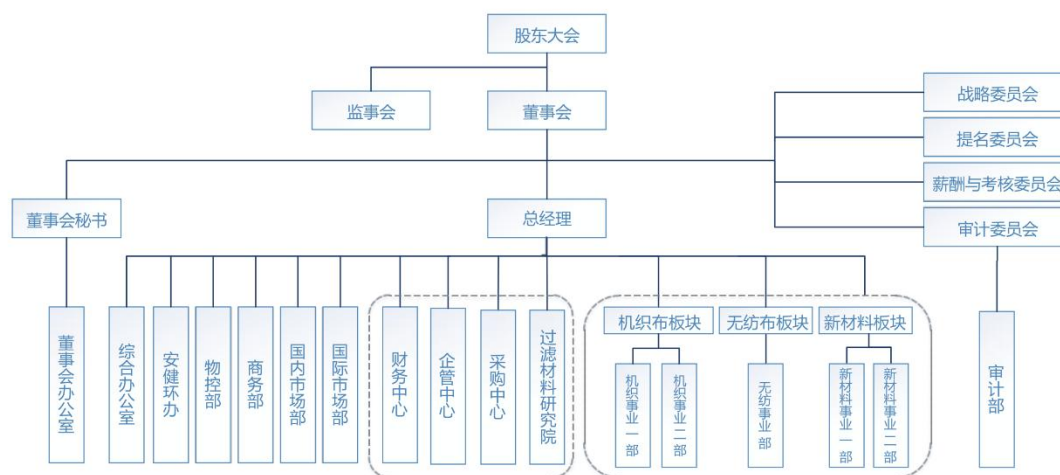 股东大会
监事会
董事会
战略委员会
提名委员会
薪酬与考核委员会
审计委员会
董事会秘书
总经理
董事会办公室
综合办公室
安健环办
物控部
商务部
国内市场部
国际市场部
财务中心
企管中心
采购中心
过滤材料研究院
机织布板块
无纺布板块
新材料板块
机织事业一部
机织事业二部
无纺事业部
新材料事业一部
新材料事业二部
审计部